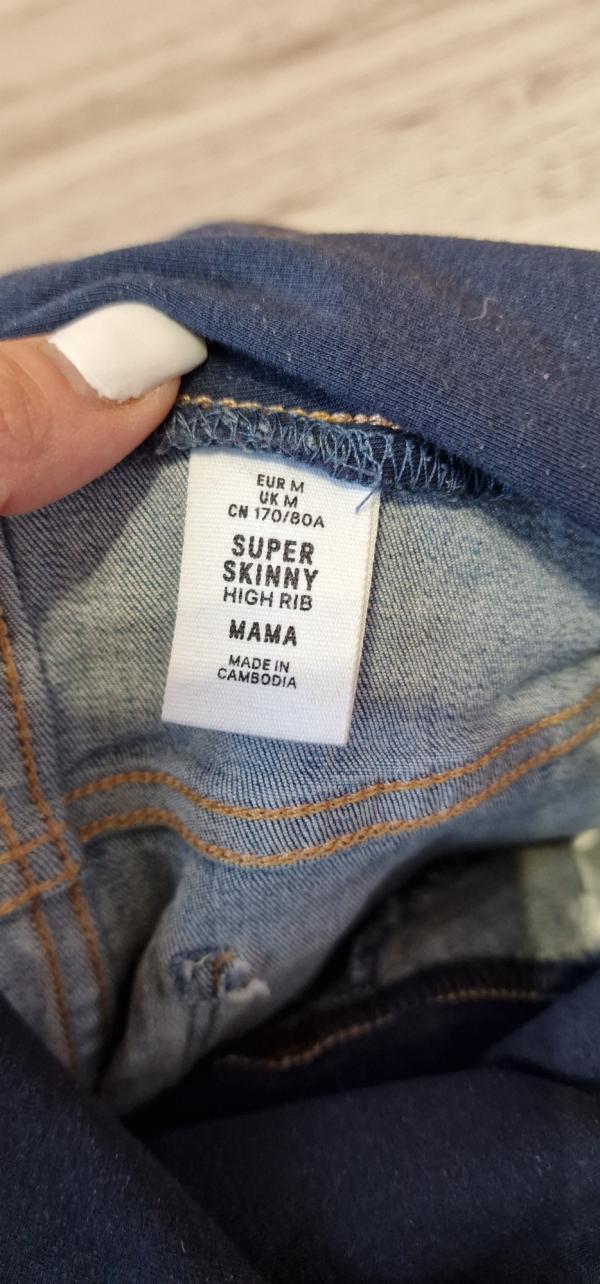 EUR M
UK M
CN 170/80A
SUPER
SKINNY
HIGH RIB
MAMA
MADE IN
CAMBODIA